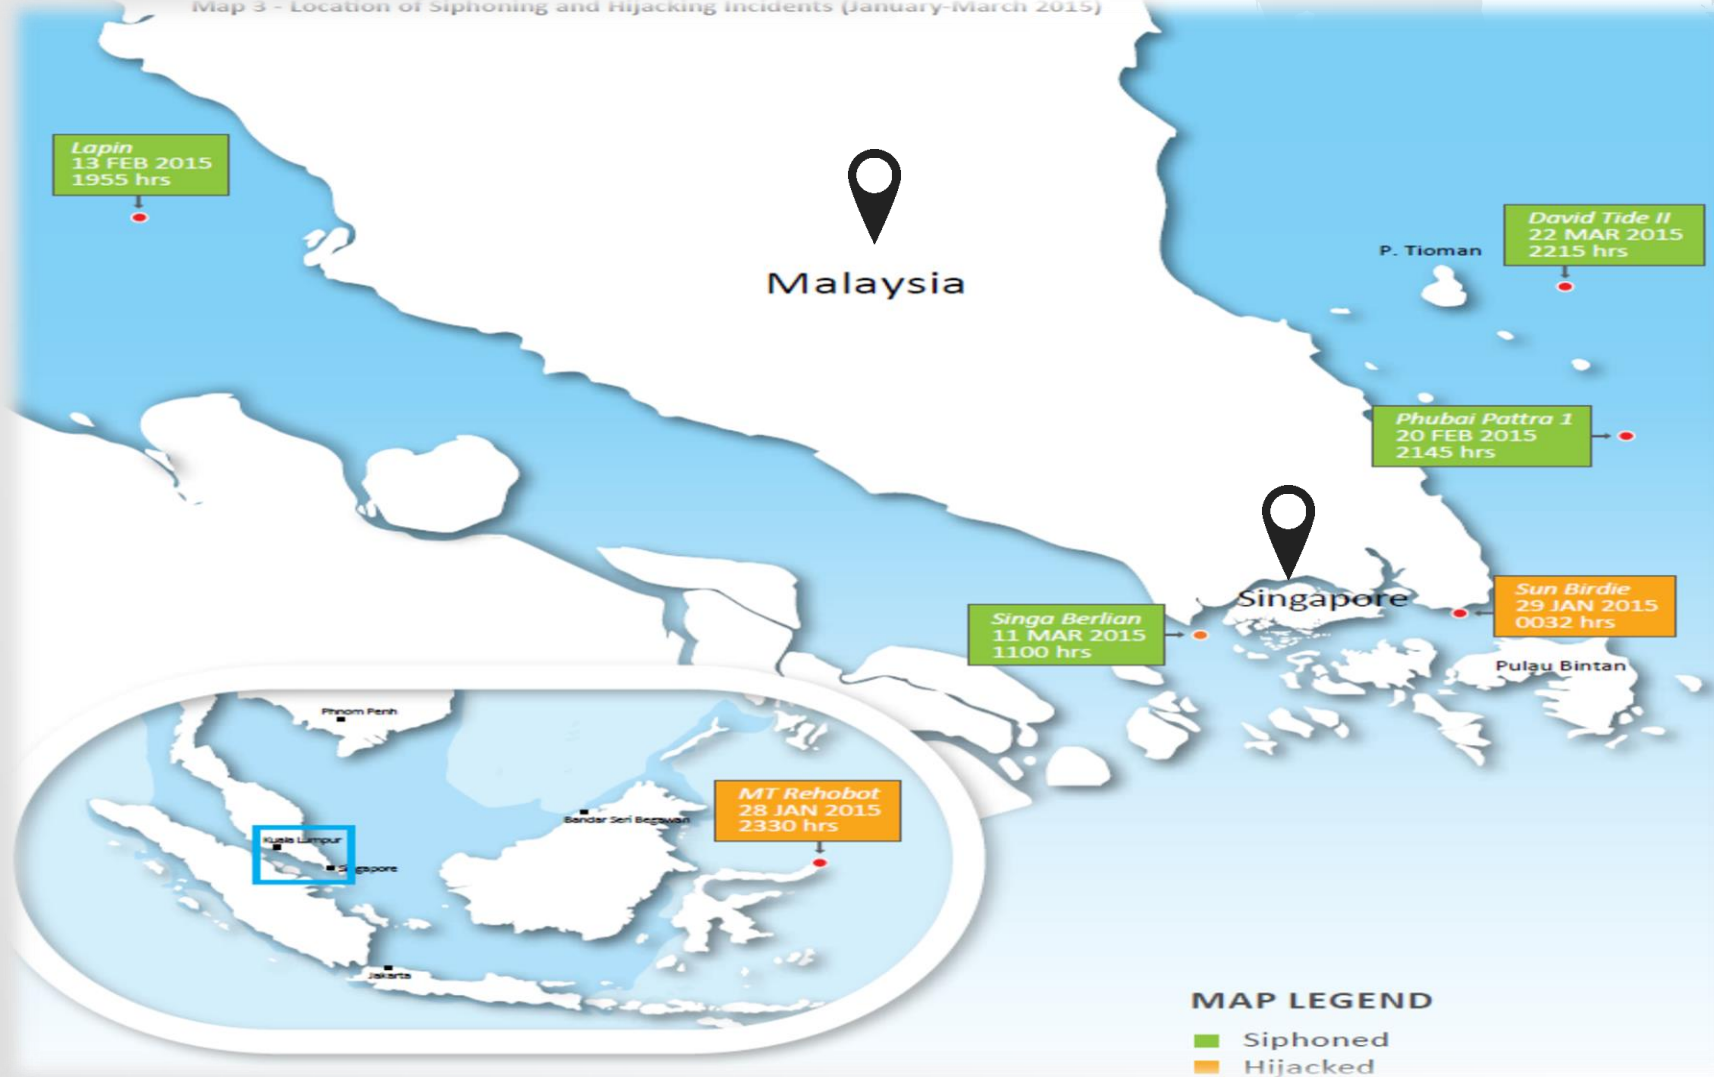 Map 3 - Location of Siphoning and Hijacking Incidents (January-March 2015)
Lapin
13 FEB 2015
1955 hrs
Malaysia
P. Tioman
David Tide II
22 MAR 2015
2215 hrs
Phubai Pattra 1
20 FEB 2015
2145 hrs
Singapore
Sun Birdie
29 JAN 2015
0032 hrs
Singa Berlian
11 MAR 2015
1100 hrs
Pulau Bintan
Phnom Penh
MT Rehobot
28 JAN 2015
2330 hrs
Bandar Seri Begawan
Kuala Lumpur
Singapore
Jakarta
MAP LEGEND
Siphoned
Hijacked